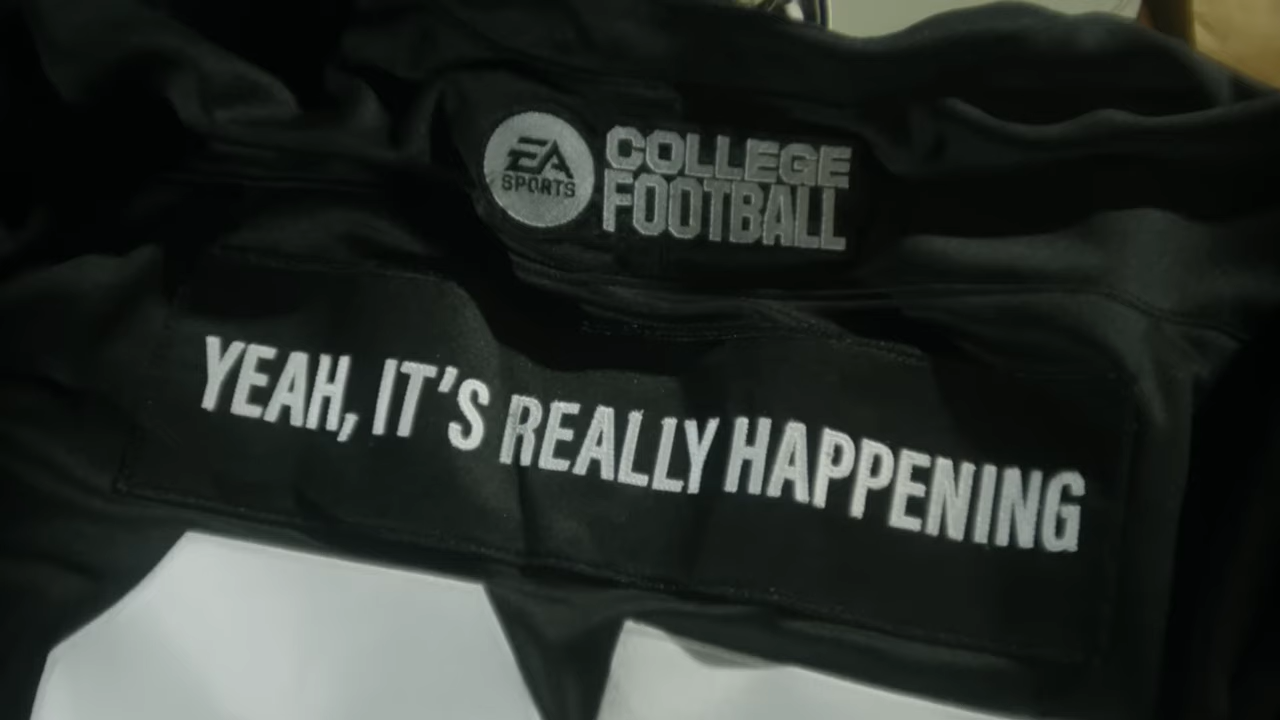 EA
SPORTS
COLLEGE
FOOTBALL
YEAH, IT'S REALLY HAPPENING